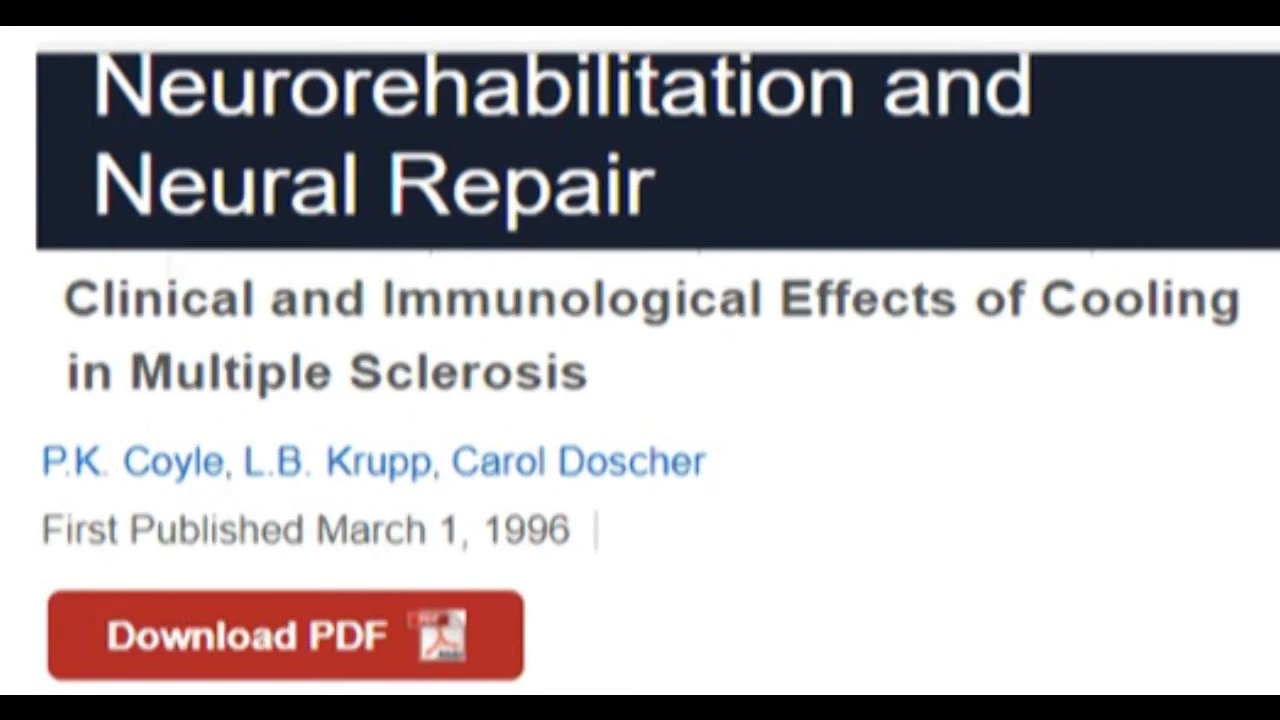 Neurorehabilitation and
Neural Repair
Clinical and Immunological Effects of Cooling
in Multiple Sclerosis
P.K. Coyle, L.B. Krupp, Carol Doscher
First Published March 1, 1996
Download PDF